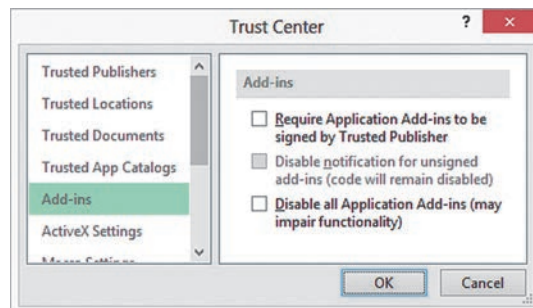 Trust Center
?
×
Trusted Publishers
Trusted Locations
Trusted Documents
Trusted App Catalogs
Add-ins
ActiveX Settings
Macro Settings
Add-ins
Require Application Add-ins to be
signed by Trusted Publisher
Disable notification for unsigned
add-ins (code will remain disabled)
Disable all Application Add-ins (may
impair functionality)
OK
Cancel